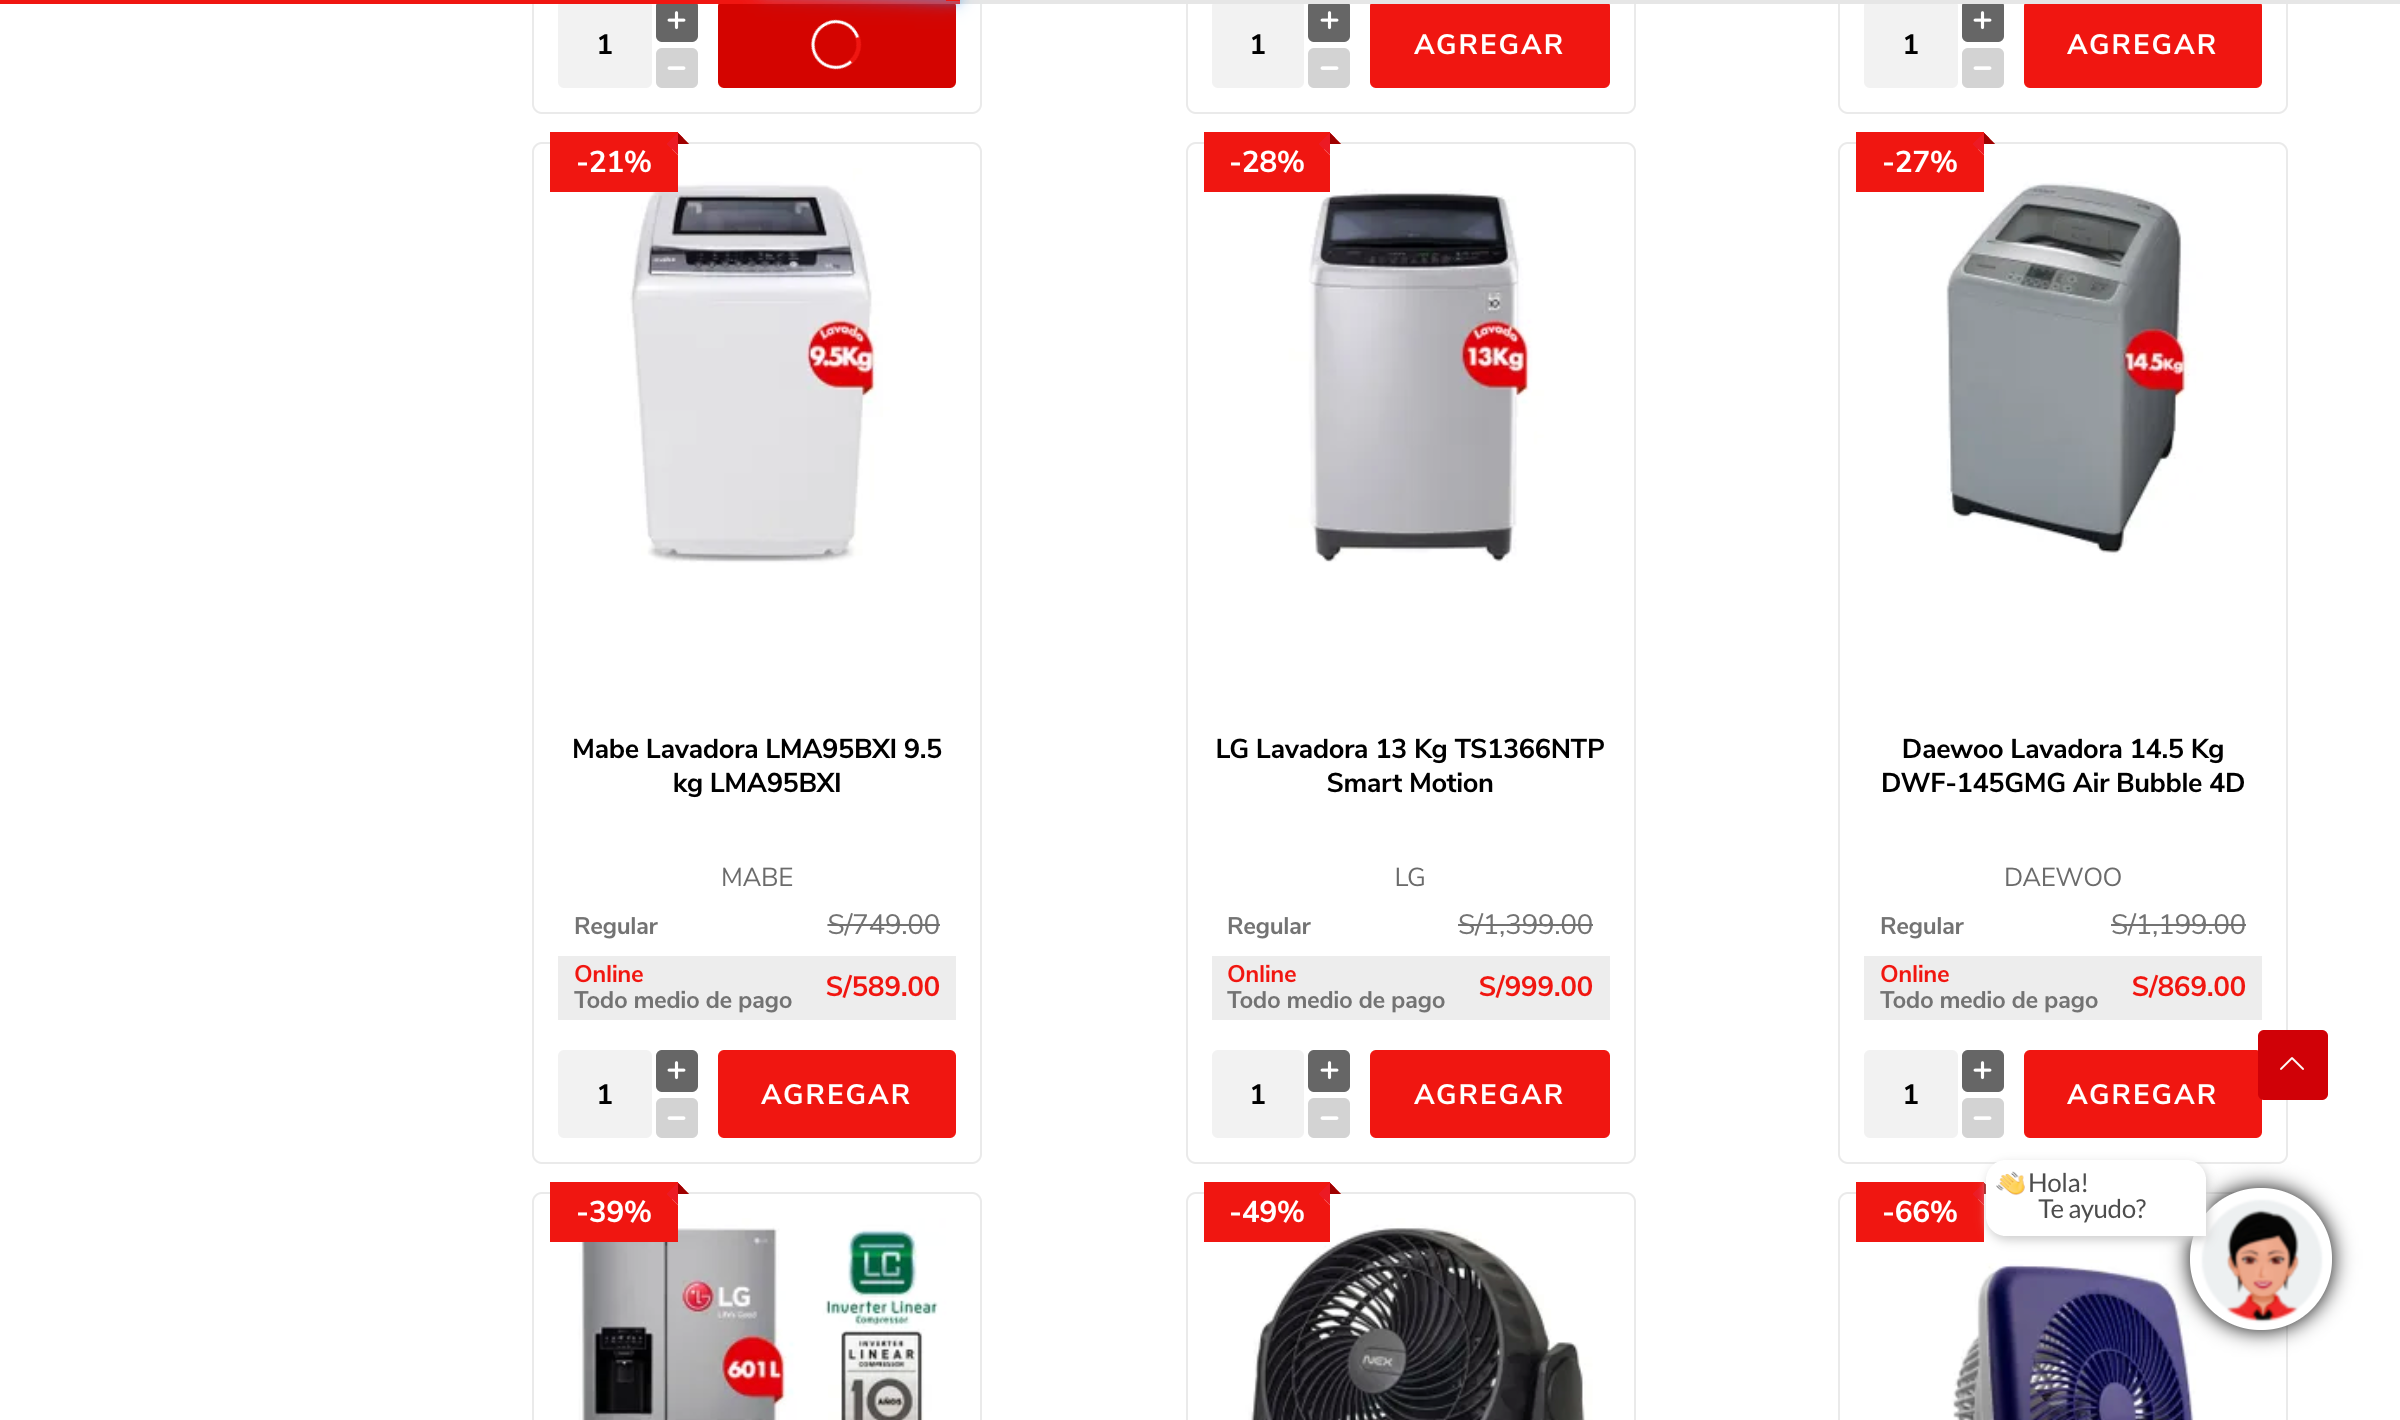 1
+
−
1
+
−
AGREGAR
1
+
−
AGREGAR
-21%
Lavado
9.5Kg
Mabe Lavadora LMA95BXI 9.5
kg LMA95BXI
MABE
Regular S/749.00
Online
Todo medio de pago
S/589.00
1
+
−
AGREGAR
-28%
Lavado
13Kg
LG Lavadora 13 Kg TS1366NTP
Smart Motion
LG
Regular S/1,399.00
Online
Todo medio de pago
S/999.00
1
+
−
AGREGAR
-27%
14.5Kg
Daewoo Lavadora 14.5 Kg
DWF-145GMG Air Bubble 4D
DAEWOO
Regular S/1,199.00
Online
Todo medio de pago
S/869.00
1
+
−
AGREGAR
-39%
LG
Life's Good
601L
LC
Inverter Linear
Compressor
INVERTER
LINEAR
COMPRESSOR
10
AÑOS
-49%
NEX
-66%
👋Hola!
Te ayudo?